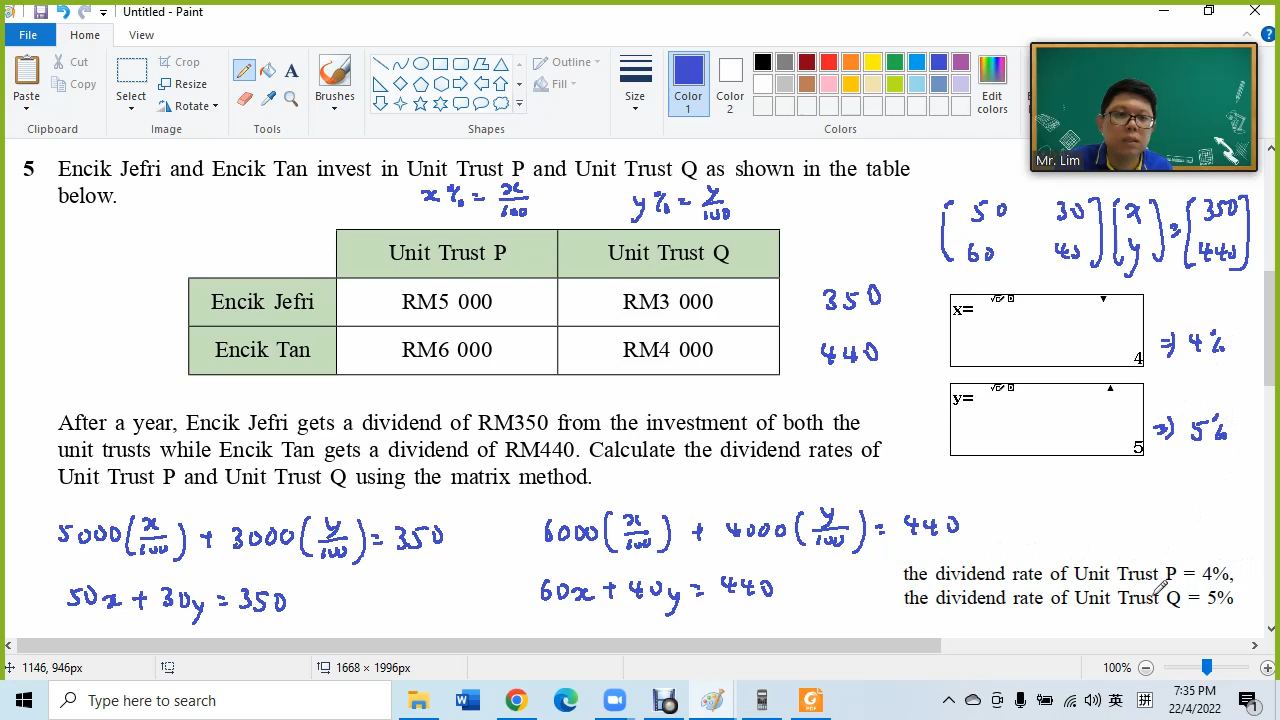 Untitled - Paint
File Home View
Paste
Cut
Copy
Clipboard
Select
Crop
Resize
Rotate
Image
Tools
Brushes
Outline
Fill
Shapes
Size
Color 1
Color 2
Edit colors
Colors
Mr. Lim
5 Encik Jefri and Encik Tan invest in Unit Trust P and Unit Trust Q as shown in the table
below.
x % = x/100 y % = y/100
Unit Trust P Unit Trust Q
Encik Jefri RM5 000 RM3 000 350
Encik Tan RM6 000 RM4 000 440
(50 30) (x) = [350]
(60 40) (y) = [440]
x=
4 ⇒ 4%
y=
5 ⇒ 5%
After a year, Encik Jefri gets a dividend of RM350 from the investment of both the
unit trusts while Encik Tan gets a dividend of RM440. Calculate the dividend rates of
Unit Trust P and Unit Trust Q using the matrix method.
5000(x/100) + 3000(y/100) = 350 6000(x/100) + 4000(y/100) = 440
50x + 30y = 350 60x + 40y = 440
the dividend rate of Unit Trust P = 4%,
the dividend rate of Unit Trust Q = 5%
1146, 946px 1668 × 1996px 100%
Type here to search
英 拼
7:35 PM
22/4/2022